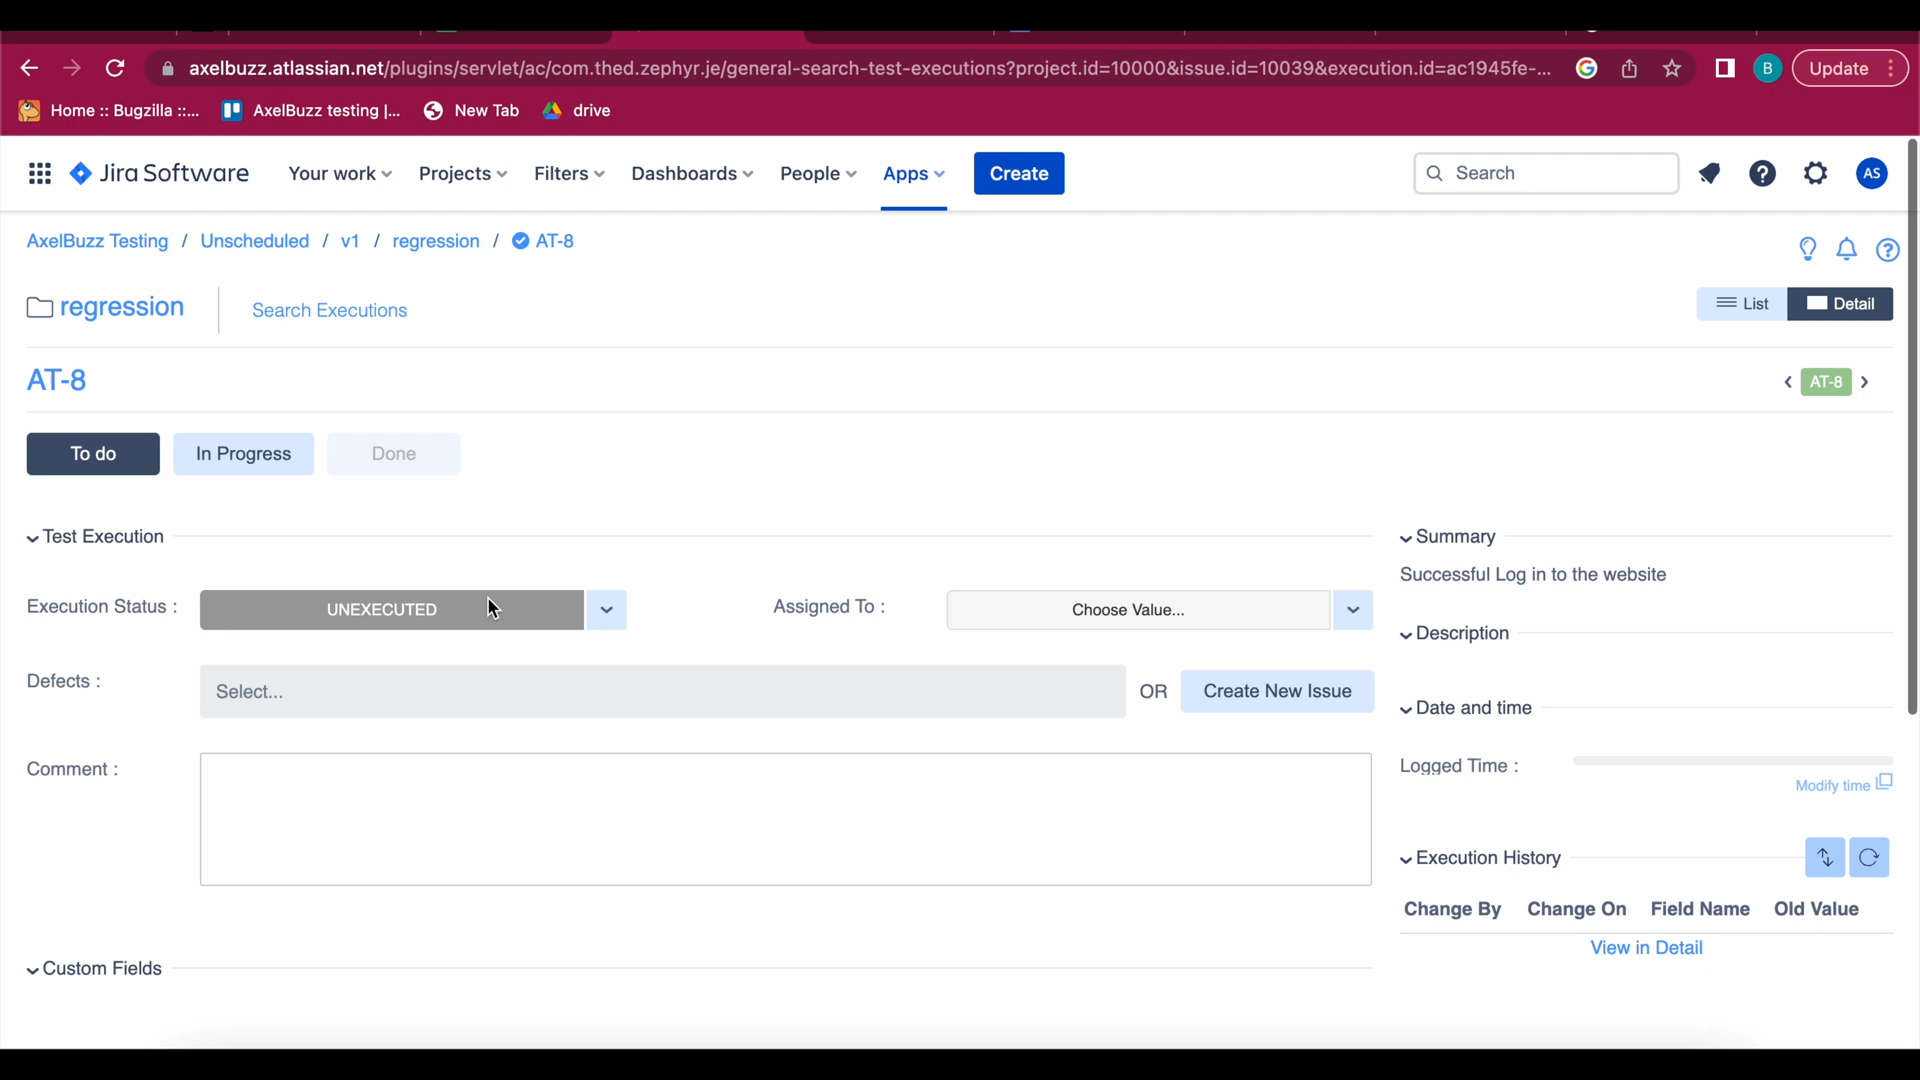 axelbuzz.atlassian.net/plugins/servlet/ac/com.thed.zephyr.je/general-search-test-executions?project.id=10000&issue.id=10039&execution.id=ac1945fe-...
B
Update
Home :: Bugzilla ::...
AxelBuzz testing |...
New Tab
drive
Jira Software
Your work
Projects
Filters
Dashboards
People
Apps
Create
Search
AS
AxelBuzz Testing / Unscheduled / v1 / regression / AT-8
regression
Search Executions
List
Detail
AT-8
AT-8
To do
In Progress
Done
Test Execution
Execution Status :
UNEXECUTED
Assigned To :
Choose Value...
Defects :
Select...
OR
Create New Issue
Comment :
Custom Fields
Summary
Successful Log in to the website
Description
Date and time
Logged Time :
Modify time
Execution History
Change By Change On Field Name Old Value
View in Detail